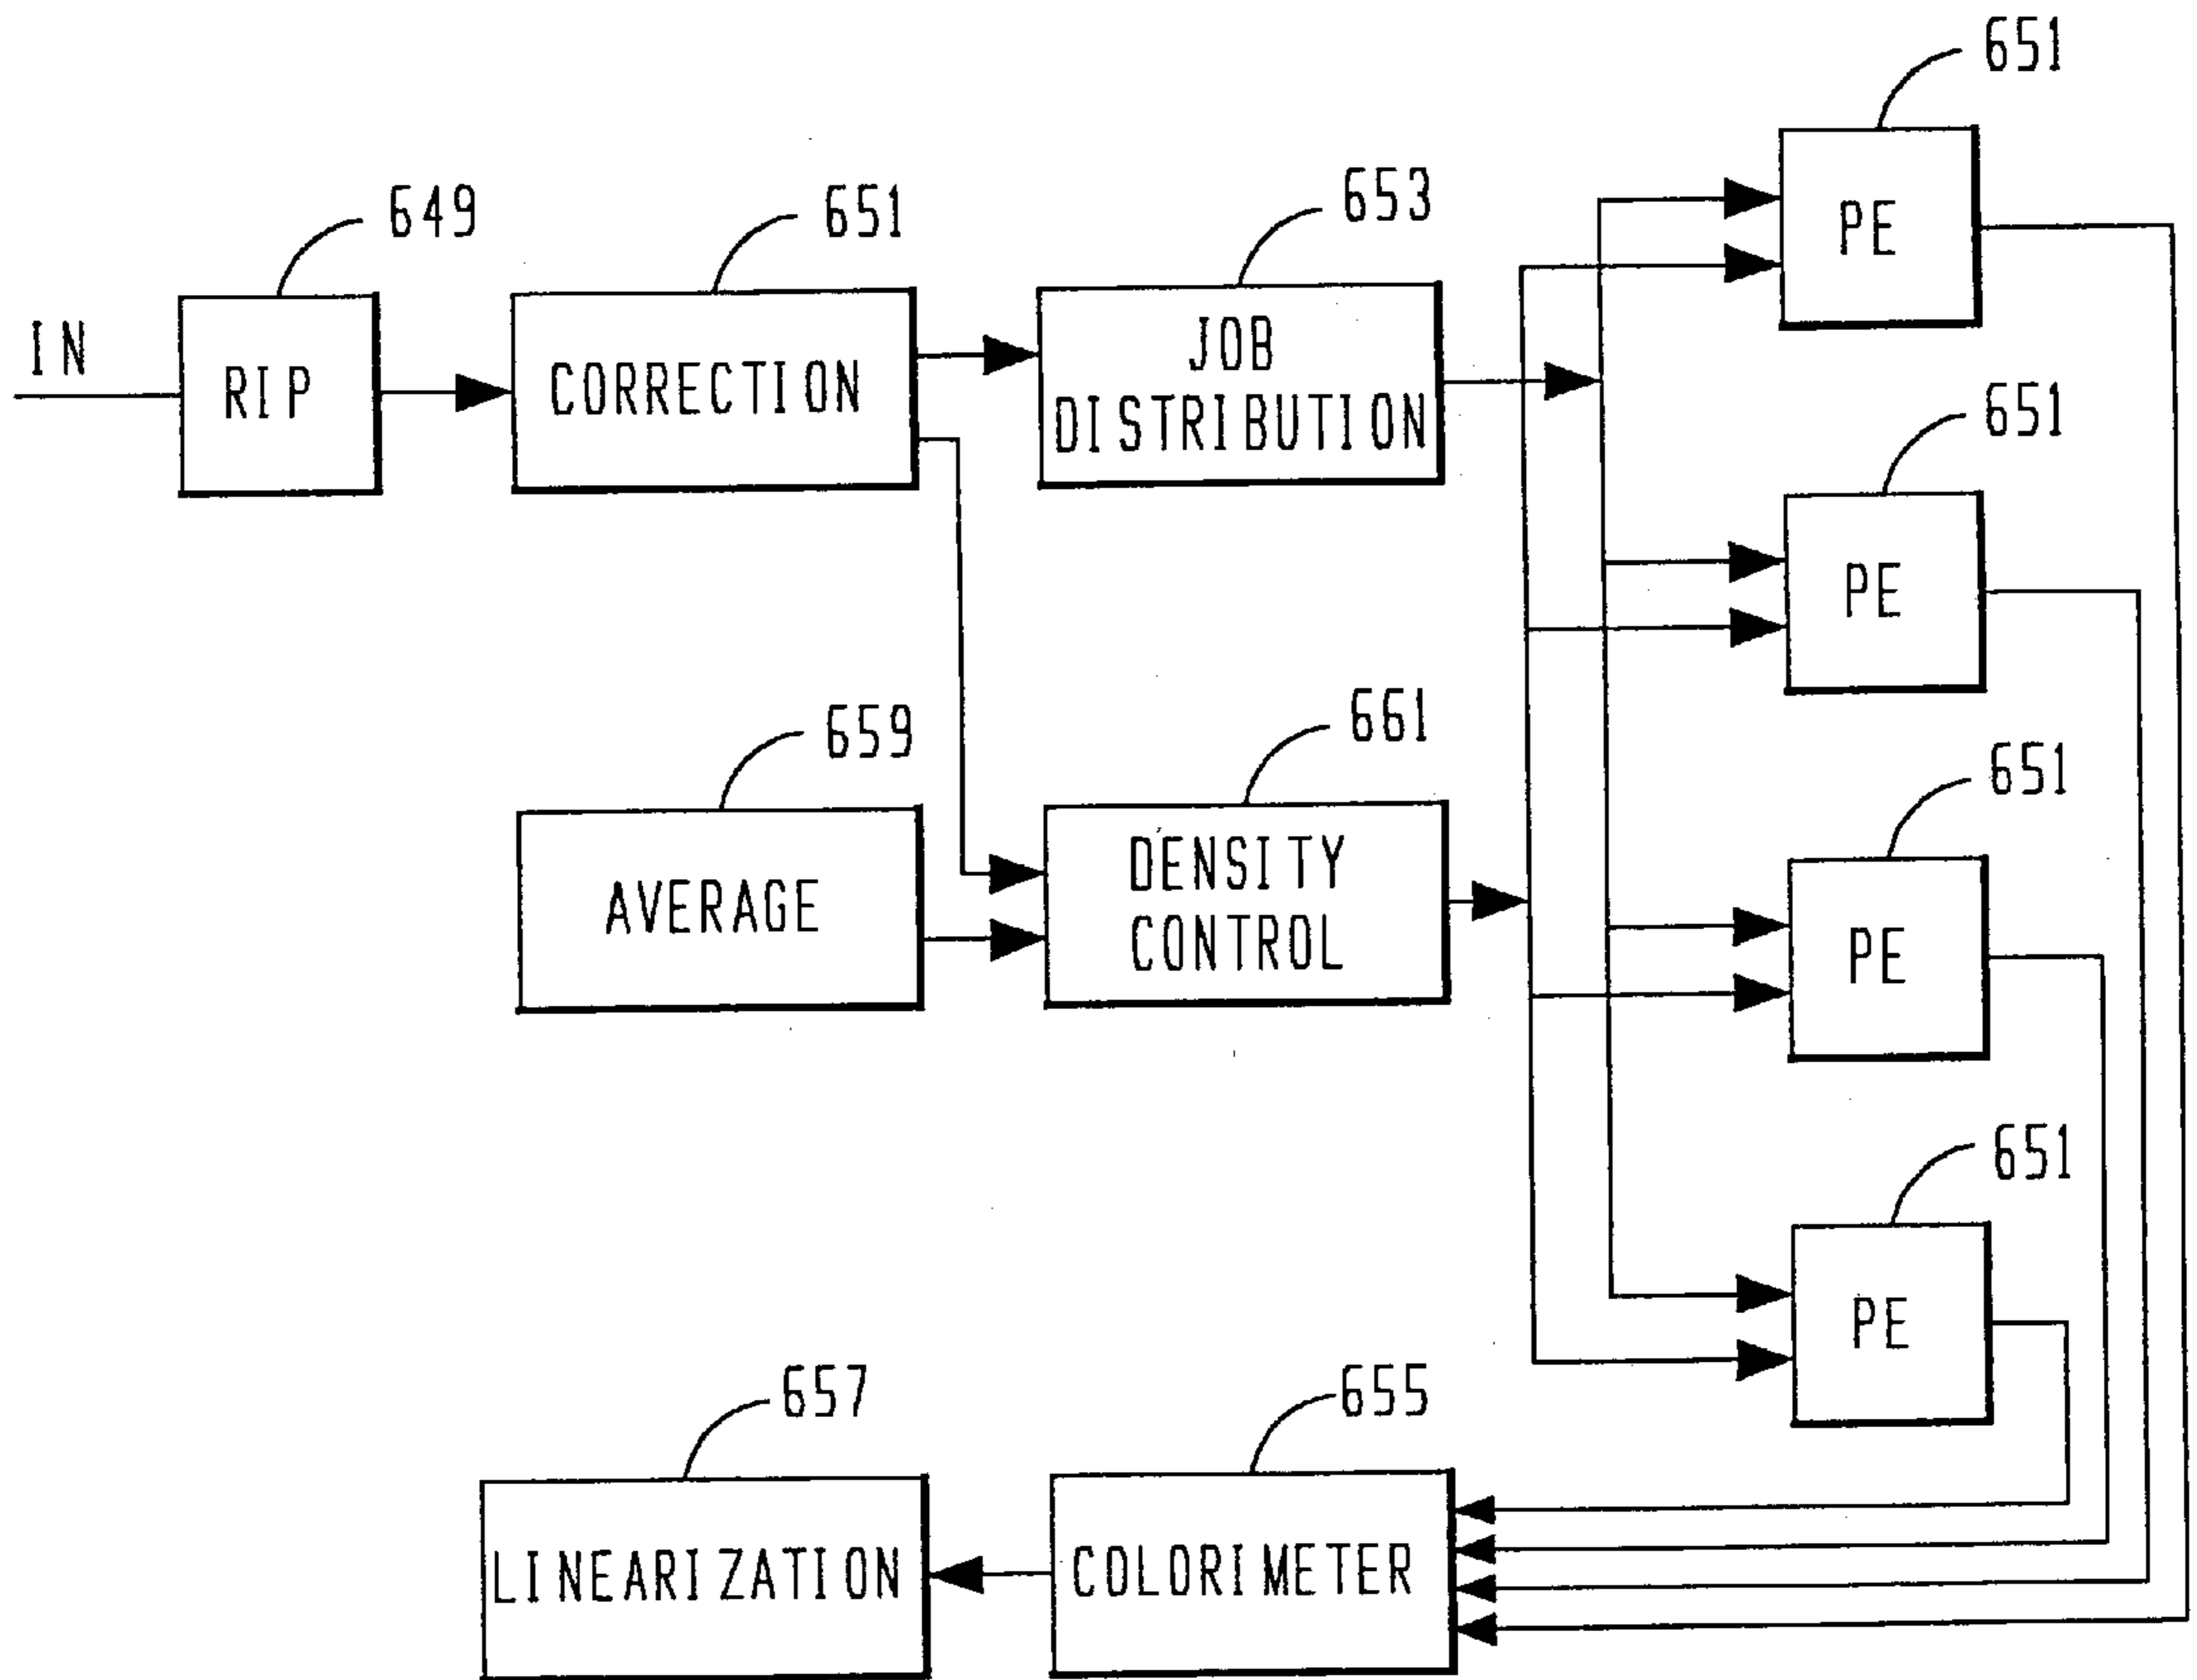 651
649
651
653
IN
RIP
CORRECTION
JOB
DISTRIBUTION
PE
651
PE
659
661
651
AVERAGE
DENSITY
CONTROL
PE
651
PE
657
655
LINEARIZATION
COLORIMETER